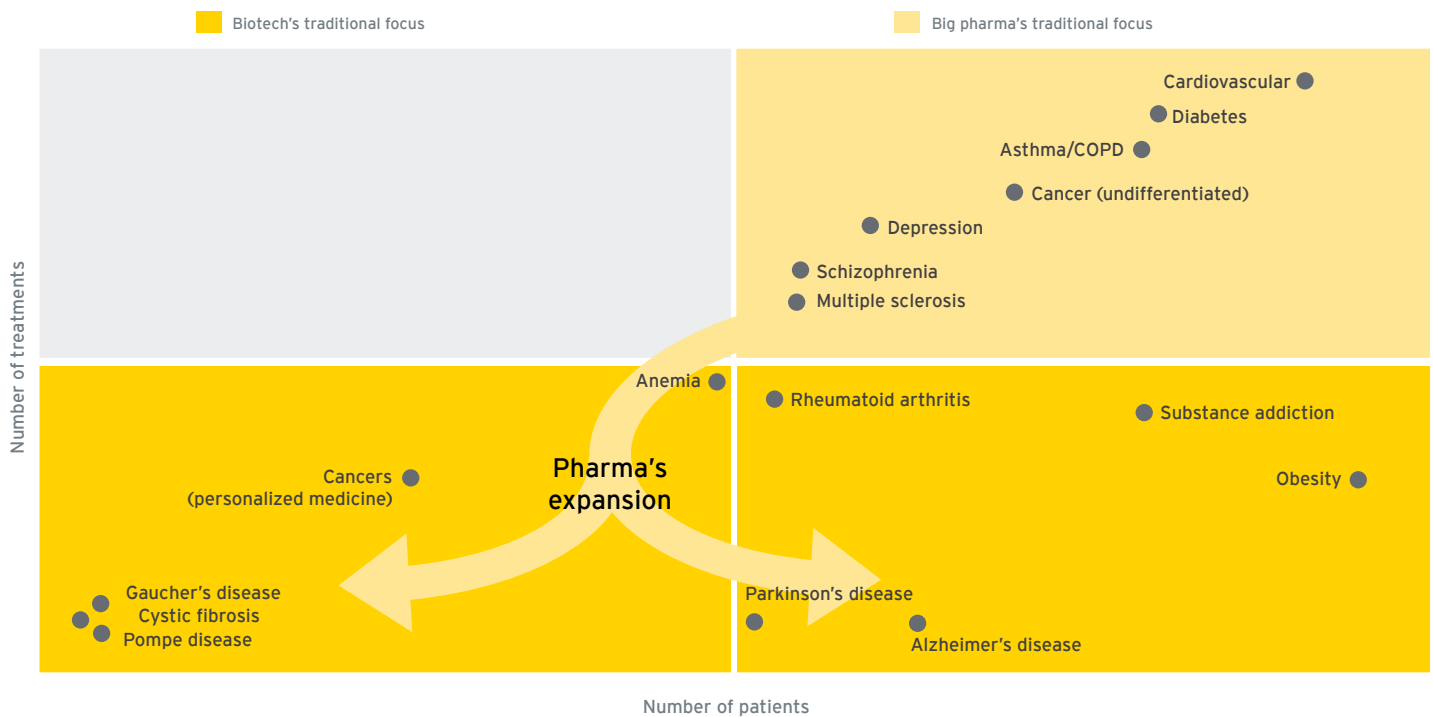 Biotech's traditional focus
Big pharma's traditional focus
Cardiovascular
Diabetes
Asthma/COPD
Cancer (undifferentiated)
Depression
Schizophrenia
Multiple sclerosis
Number of treatments
Anemia
Rheumatoid arthritis
Substance addiction
Pharma's
expansion
Cancers
(personalized medicine)
Obesity
Gaucher's disease
Cystic fibrosis
Pompe disease
Parkinson's disease
Alzheimer's disease
Number of patients